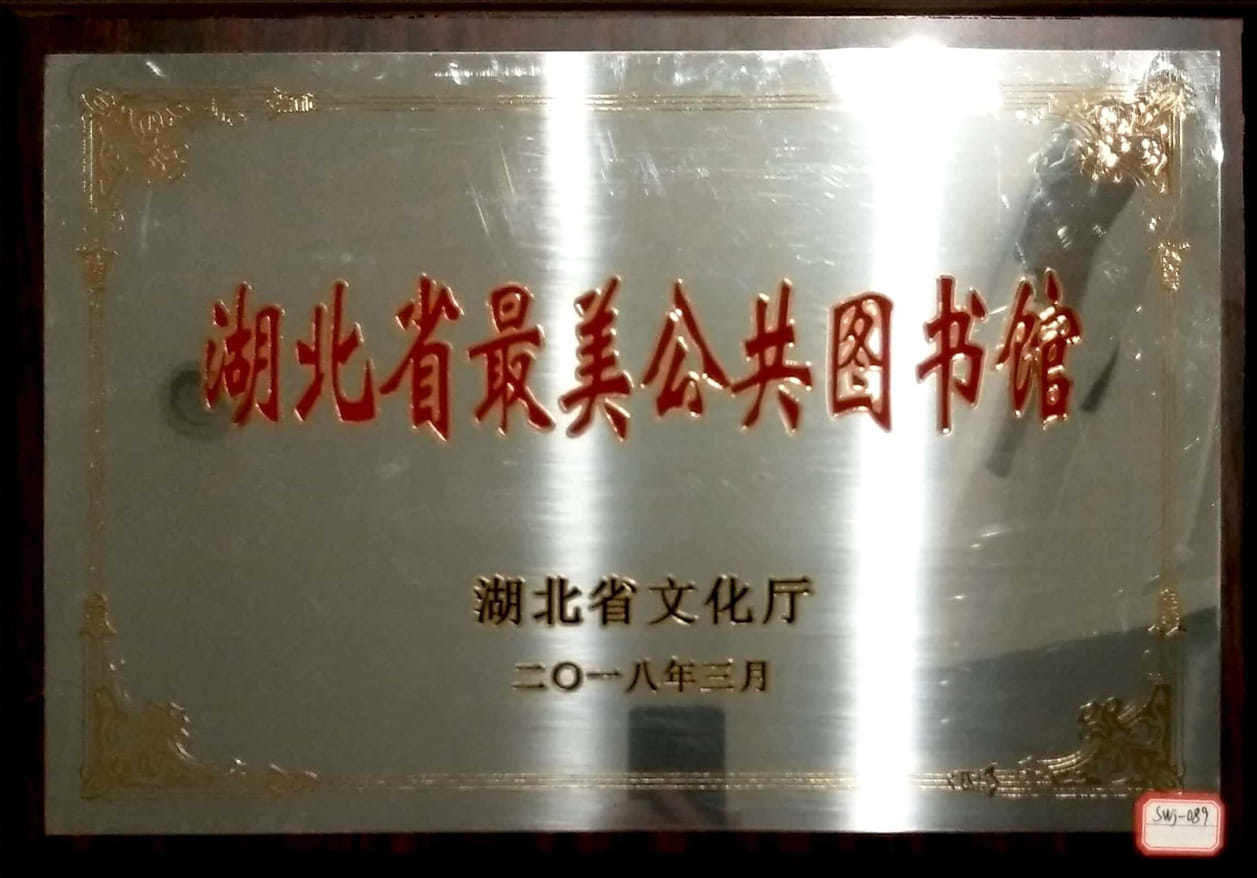 湖北省最美公共图书馆
湖北省文化厅
二〇一八年三月
SWJ-089